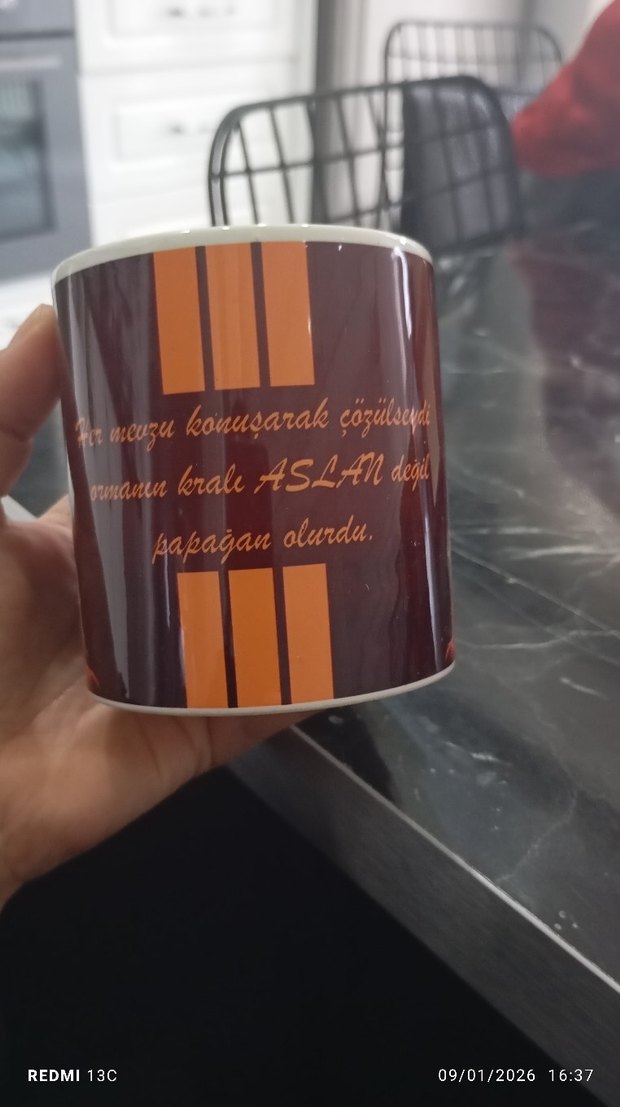 Her mevzu konuşarak çözülseydi
ormanın kralı ASLAN değil
papağan olurdu.
REDMI 13C
09/01/2026 16:37